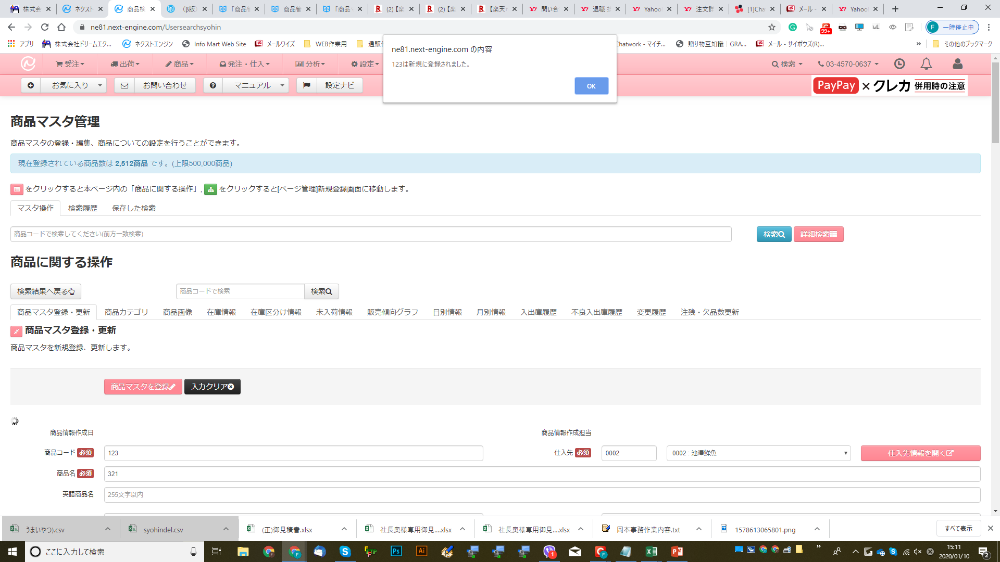 株式会
ネクスト
商品検
(β版)
「商品管
商品管
「商品マ
(2)【楽
(2)【楽
【楽天市
問い合
退職 挨
Yahoo!
注文詳
[1]Cha
メール -
Yahoo!
ne81.next-engine.com/Usersearchsyohin
99+
一時停止中
アプリ
株式会社ドリームエク...
ネクストエンジン
Info Mart Web Site
メールワイズ
WEB作業用
Chatwork - マイチ...
贈り物豆知識 | GRA...
メール - サイボウズ(R)...
»
その他のブックマーク
ne81.next-engine.com の内容
123は新規に登録されました。
OK
受注
出荷
商品
発注・仕入
分析
設定
検索
03-4570-0637
お気に入り
お問い合わせ
マニュアル
設定ナビ
PayPay × クレカ 併用時の注意
商品マスタ管理
商品マスタの登録・編集、商品についての設定を行うことができます。
現在登録されている商品数は 2,512商品 です。(上限500,000商品)
をクリックすると本ページ内の「商品に関する操作」, をクリックすると[ページ管理]新規登録画面に移動します。
マスタ操作 検索履歴 保存した検索
商品コードで検索してください(前方一致検索)
検索
詳細検索
商品に関する操作
検索結果へ戻る
商品コードで検索
検索
商品マスタ登録・更新 商品カテゴリ 商品画像 在庫情報 在庫区分け情報 未入荷情報 販売傾向グラフ 日別情報 月別情報 入出庫履歴 不良入出庫履歴 変更履歴 注残・欠品数更新
商品マスタ登録・更新
商品マスタを新規登録、更新します。
商品マスタを登録
入力クリア
商品情報作成日
商品情報作成担当
商品コード 必須 123
仕入先 必須 0002 0002 : 池澤鮮魚
仕入先情報を開く
商品名 必須 321
英語商品名 255文字以内
うまいやつ).csv
syohindel.csv
(正)御見積書.xlsx
社長奥様専用御見....xlsx
社長奥様専用御見....xlsx
岡本事務作業内容.txt
1578613065801.png
すべて表示
ここに入力して検索
15:11
2020/01/10
2